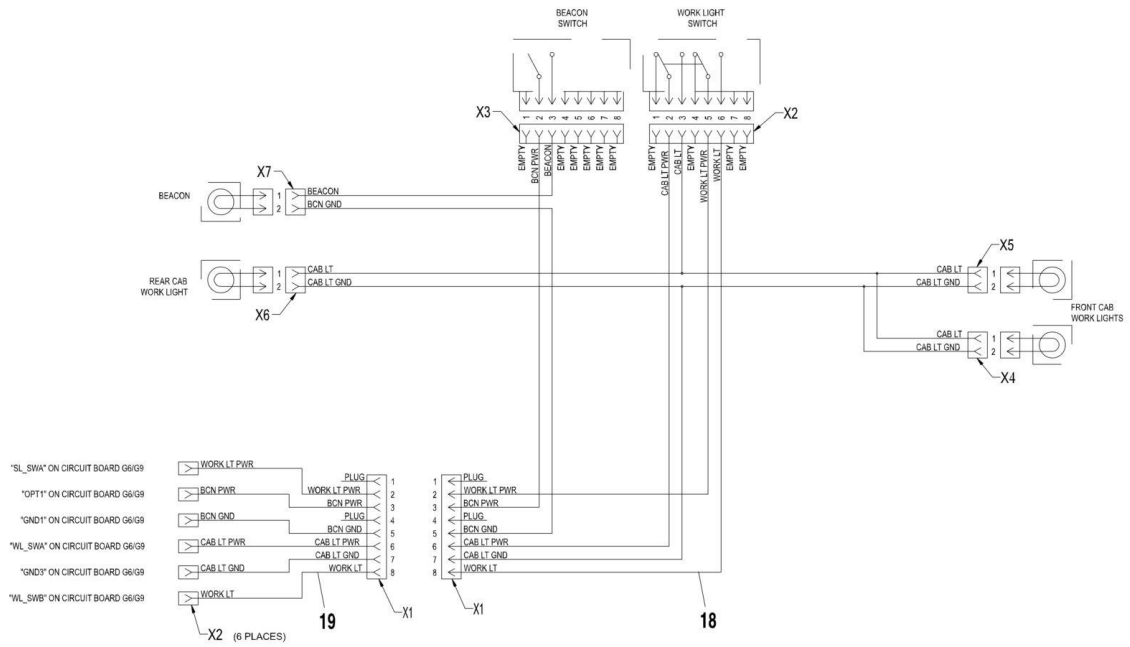 BEACON
SWITCH
WORK LIGHT
SWITCH
X3
1 2 3 4 5 6 7 8
1 2 3 4 5 6 7 8
X2
EMPTY
BCN PWR
BEACON
EMPTY
EMPTY
EMPTY
EMPTY
EMPTY
EMPTY
CAB LT PWR
CAB LT
EMPTY
WORK LT PWR
WORK LT
EMPTY
EMPTY
X7
BEACON
1
2
BEACON
BCN GND
REAR CAB
WORK LIGHT
1
2
CAB LT
CAB LT GND
X6
X5
CAB LT
CAB LT GND
1
2
FRONT CAB
WORK LIGHTS
CAB LT
CAB LT GND
1
2
X4
"SL_SWA" ON CIRCUIT BOARD G6/G9
WORK LT PWR
"OPT1" ON CIRCUIT BOARD G6/G9
BCN PWR
"GND1" ON CIRCUIT BOARD G6/G9
BCN GND
"WL_SWA" ON CIRCUIT BOARD G6/G9
CAB LT PWR
"GND3" ON CIRCUIT BOARD G6/G9
CAB LT GND
"WL_SWB" ON CIRCUIT BOARD G6/G9
WORK LT
X2 (6 PLACES)
PLUG 1
WORK LT PWR 2
BCN PWR 3
PLUG 4
BCN GND 5
CAB LT PWR 6
CAB LT GND 7
WORK LT 8
19
X1
1 PLUG
2 WORK LT PWR
3 BCN PWR
4 PLUG
5 BCN GND
6 CAB LT PWR
7 CAB LT GND
8 WORK LT
X1
18